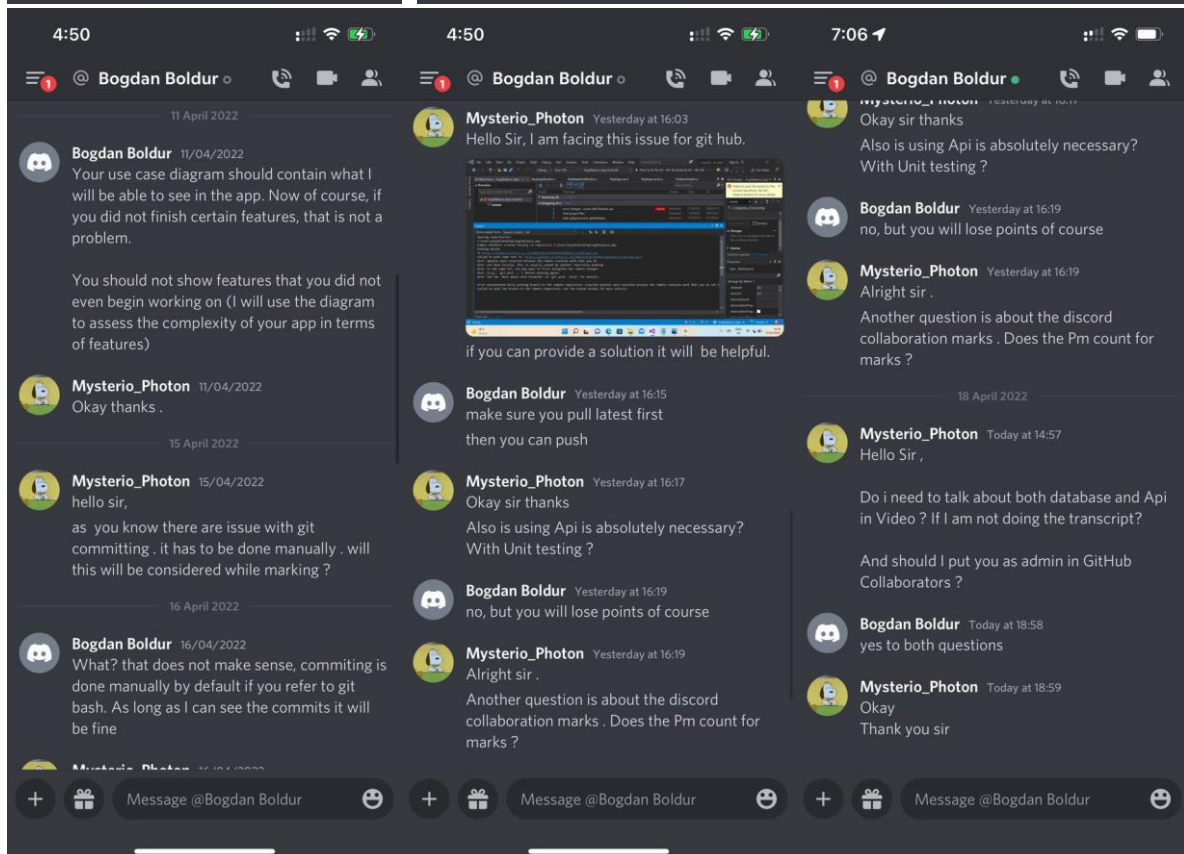 4:50
1
@ Bogdan Boldur
11 April 2022
Bogdan Boldur 11/04/2022
Your use case diagram should contain what I
will be able to see in the app. Now of course, if
you did not finish certain features, that is not a
problem.
You should not show features that you did not
even begin working on (I will use the diagram
to assess the complexity of your app in terms
of features)
Mysterio_Photon 11/04/2022
Okay thanks .
15 April 2022
Mysterio_Photon 15/04/2022
hello sir,
as you know there are issue with git
committing . it has to be done manually . will
this will be considered while marking ?
16 April 2022
Bogdan Boldur 16/04/2022
What? that does not make sense, commiting is
done manually by default if you refer to git
bash. As long as I can see the commits it will
be fine
Mysterio_Photon 16/04/2022
Message @Bogdan Boldur
4:50
1
@ Bogdan Boldur
Mysterio_Photon Yesterday at 16:03
Hello Sir, I am facing this issue for git hub.
if you can provide a solution it will be helpful.
Bogdan Boldur Yesterday at 16:15
make sure you pull latest first
then you can push
Mysterio_Photon Yesterday at 16:17
Okay sir thanks
Also is using Api is absolutely necessary?
With Unit testing ?
Bogdan Boldur Yesterday at 16:19
no, but you will lose points of course
Mysterio_Photon Yesterday at 16:19
Alright sir .
Another question is about the discord
collaboration marks . Does the Pm count for
marks ?
Message @Bogdan Boldur
7:06
1
@ Bogdan Boldur
Mysterio_Photon Yesterday at 16:17
Okay sir thanks
Also is using Api is absolutely necessary?
With Unit testing ?
Bogdan Boldur Yesterday at 16:19
no, but you will lose points of course
Mysterio_Photon Yesterday at 16:19
Alright sir .
Another question is about the discord
collaboration marks . Does the Pm count for
marks ?
18 April 2022
Mysterio_Photon Today at 14:57
Hello Sir ,
Do i need to talk about both database and Api
in Video ? If I am not doing the transcript?
And should I put you as admin in GitHub
Collaborators ?
Bogdan Boldur Today at 18:58
yes to both questions
Mysterio_Photon Today at 18:59
Okay
Thank you sir
Message @Bogdan Boldur